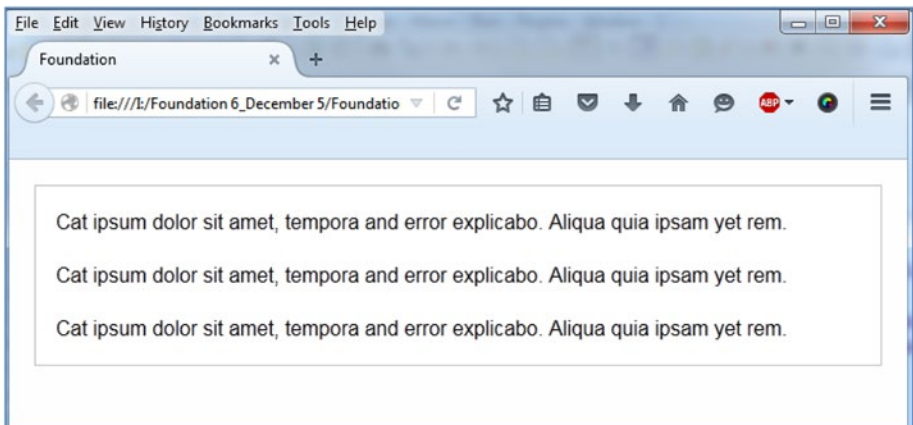 File Edit View History Bookmarks Tools Help
Foundation
file:///I:/Foundation 6_December 5/Foundatio
ABP
Cat ipsum dolor sit amet, tempora and error explicabo. Aliqua quia ipsam yet rem.
Cat ipsum dolor sit amet, tempora and error explicabo. Aliqua quia ipsam yet rem.
Cat ipsum dolor sit amet, tempora and error explicabo. Aliqua quia ipsam yet rem.